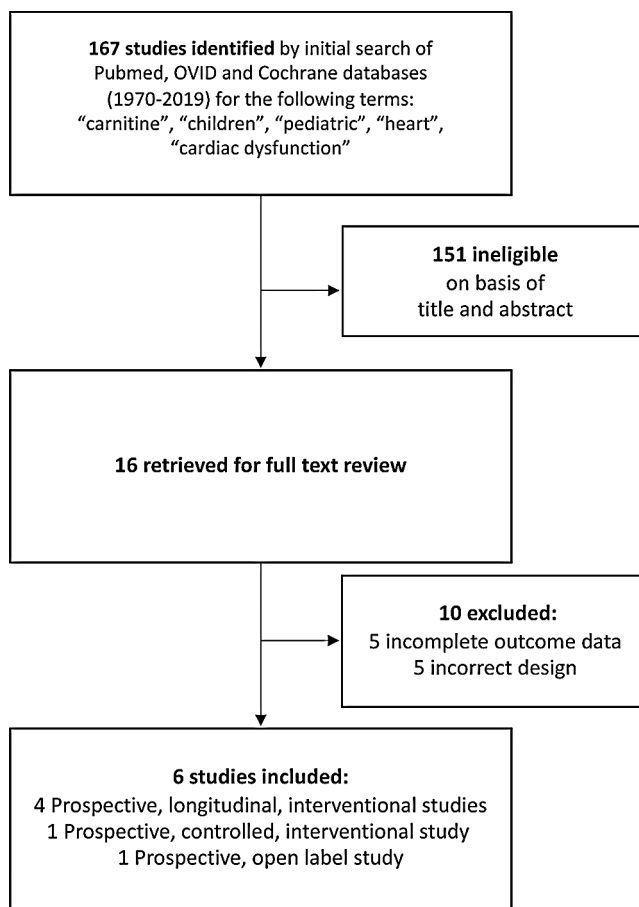 167 studies identified by initial search of
Pubmed, OVID and Cochrane databases
(1970-2019) for the following terms:
“carnitine”, “children”, “pediatric”, “heart”,
“cardiac dysfunction”
151 ineligible
on basis of
title and abstract
16 retrieved for full text review
10 excluded:
5 incomplete outcome data
5 incorrect design
6 studies included:
4 Prospective, longitudinal, interventional studies
1 Prospective, controlled, interventional study
1 Prospective, open label study